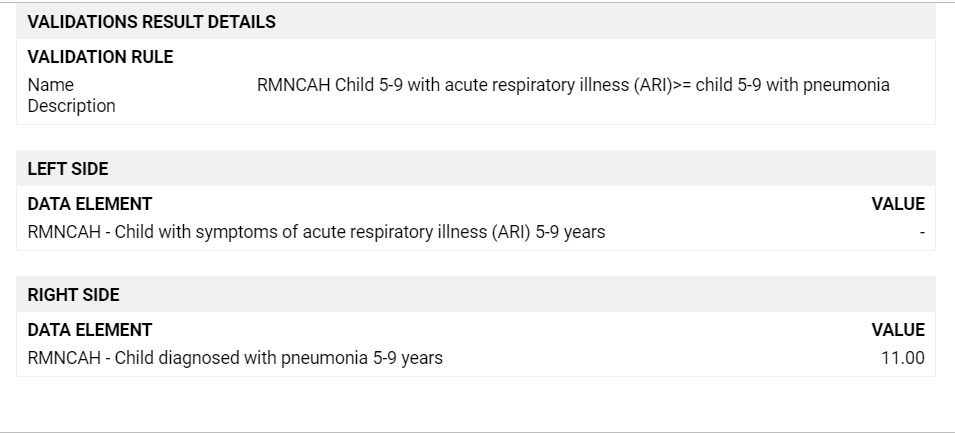 VALIDATIONS RESULT DETAILS
VALIDATION RULE
Name RMNCAH Child 5-9 with acute respiratory illness (ARI)>= child 5-9 with pneumonia
Description
LEFT SIDE
DATA ELEMENT VALUE
RMNCAH - Child with symptoms of acute respiratory illness (ARI) 5-9 years -
RIGHT SIDE
DATA ELEMENT VALUE
RMNCAH - Child diagnosed with pneumonia 5-9 years 11.00